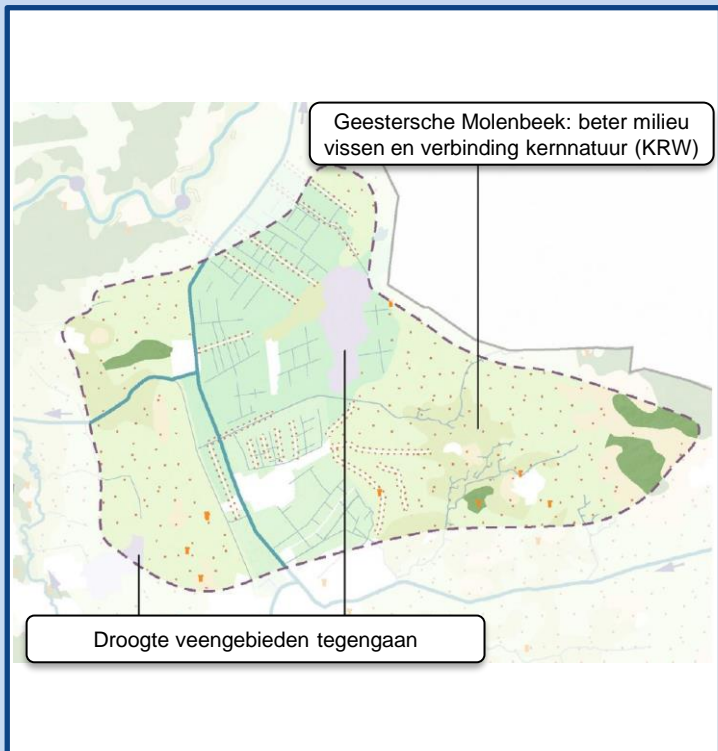 Geestersche Molenbeek: beter milieu
vissen en verbinding kernnatuur (KRW)
Droogte veengebieden tegengaan